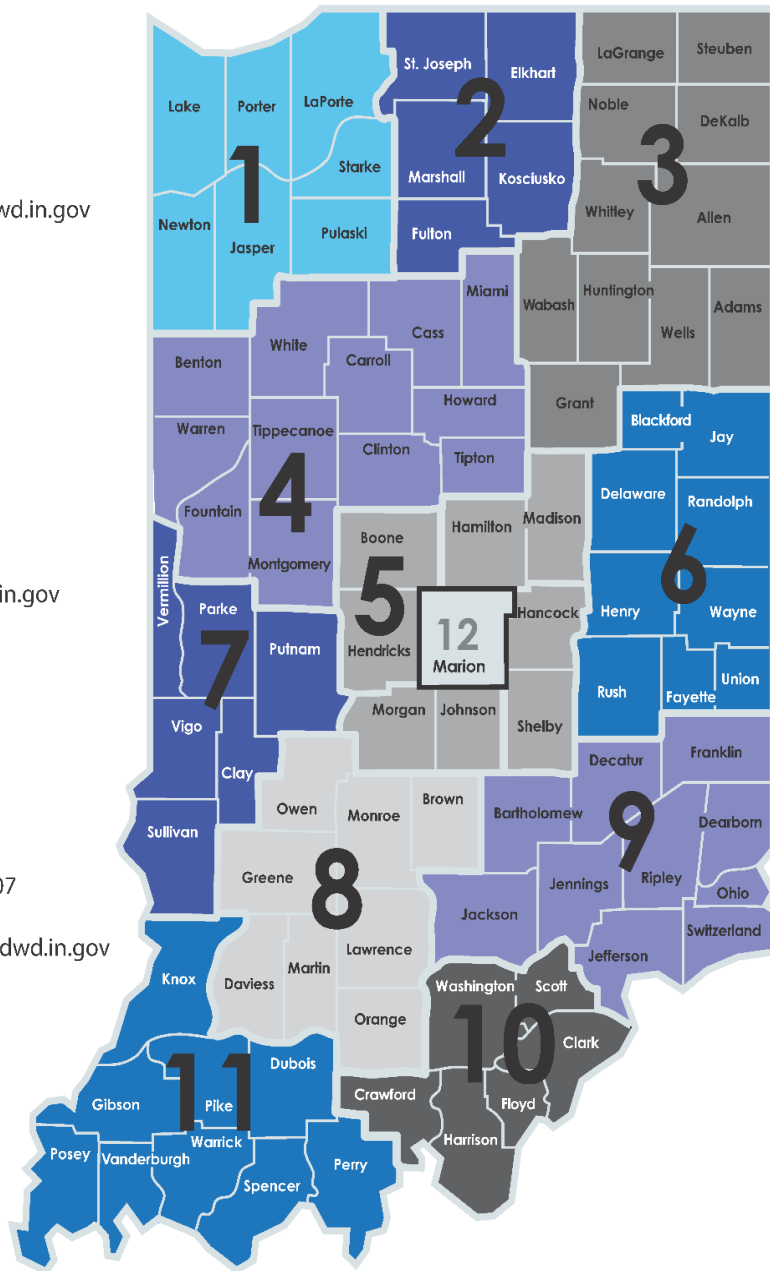 LaGrange
Steuben
St. Joseph
Elkhart
Lake
Porter
LaPorte
Noble
DeKalb
2
3
1
Starke
Marshall
Kosciusko
wd.in.gov
Newton
Jasper
Pulaski
Fulton
Whitley
Allen
Miami
Wabash
Huntington
Adams
White
Cass
Wells
Benton
Carroll
Howard
Grant
Blackford
Jay
Warren
Tippecanoe
Clinton
Tipton
4
Delaware
Randolph
Fountain
Boone
Hamilton
Madison
Montgomery
5
6
Vermillion
in.gov
Parke
Hancock
Henry
Wayne
7
Putnam
Hendricks
12
Marion
Rush
Fayette
Union
Vigo
Morgan
Johnson
Shelby
Clay
Decatur
Franklin
Owen
Monroe
Brown
Bartholomew
9
Dearborn
Sullivan
Greene
8
Jennings
Ripley
Ohio
07
Jackson
Switzerland
dwd.in.gov
Lawrence
Jefferson
Knox
Daviess
Martin
Washington
Scott
Orange
10
Clark
11
Dubois
Crawford
Floyd
Gibson
Pike
Harrison
Posey
Vanderburgh
Warrick
Perry
Spencer